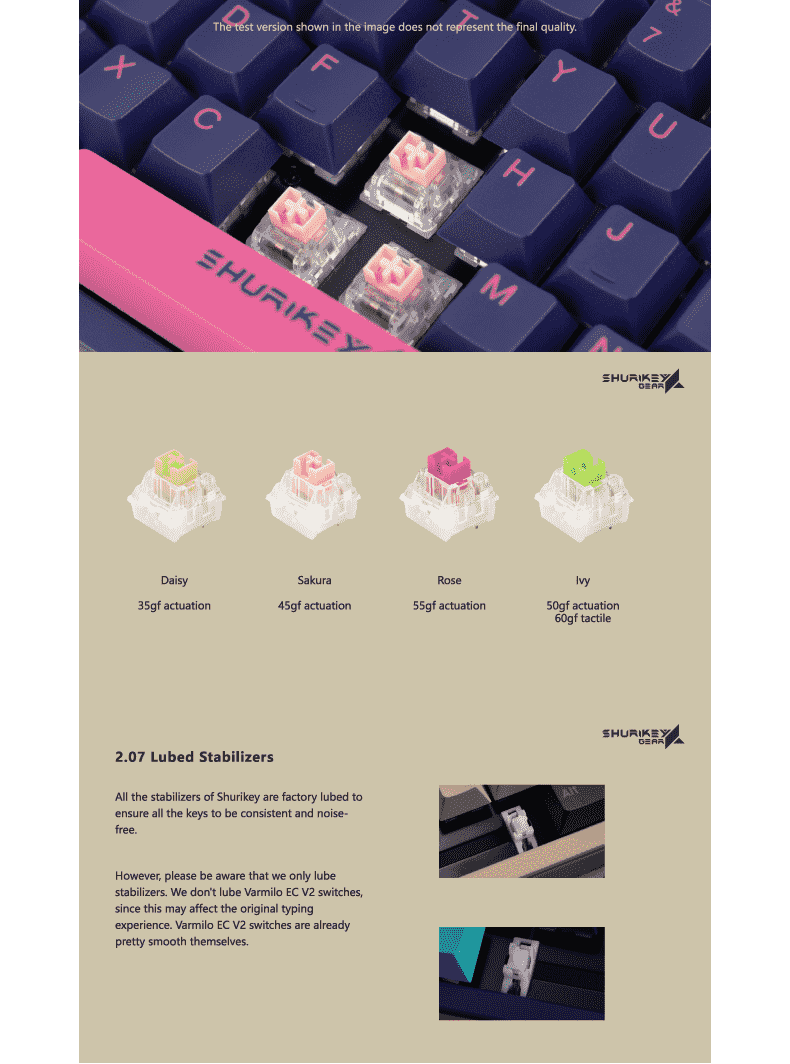 The test version shown in the image does not represent the final quality.
D
T
&
7
X
F
Y
C
U
H
J
SHURIKEY
M
N
SHURIKEY
GEAR
Daisy
Sakura
Rose
Ivy
35gf actuation
45gf actuation
55gf actuation
50gf actuation
60gf tactile
SHURIKEY
GEAR
2.07 Lubed Stabilizers
All the stabilizers of Shurikey are factory lubed to
ensure all the keys to be consistent and noise-
free.
However, please be aware that we only lube
stabilizers. We don't lube Varmilo EC V2 switches,
since this may affect the original typing
experience. Varmilo EC V2 switches are already
pretty smooth themselves.
Alt